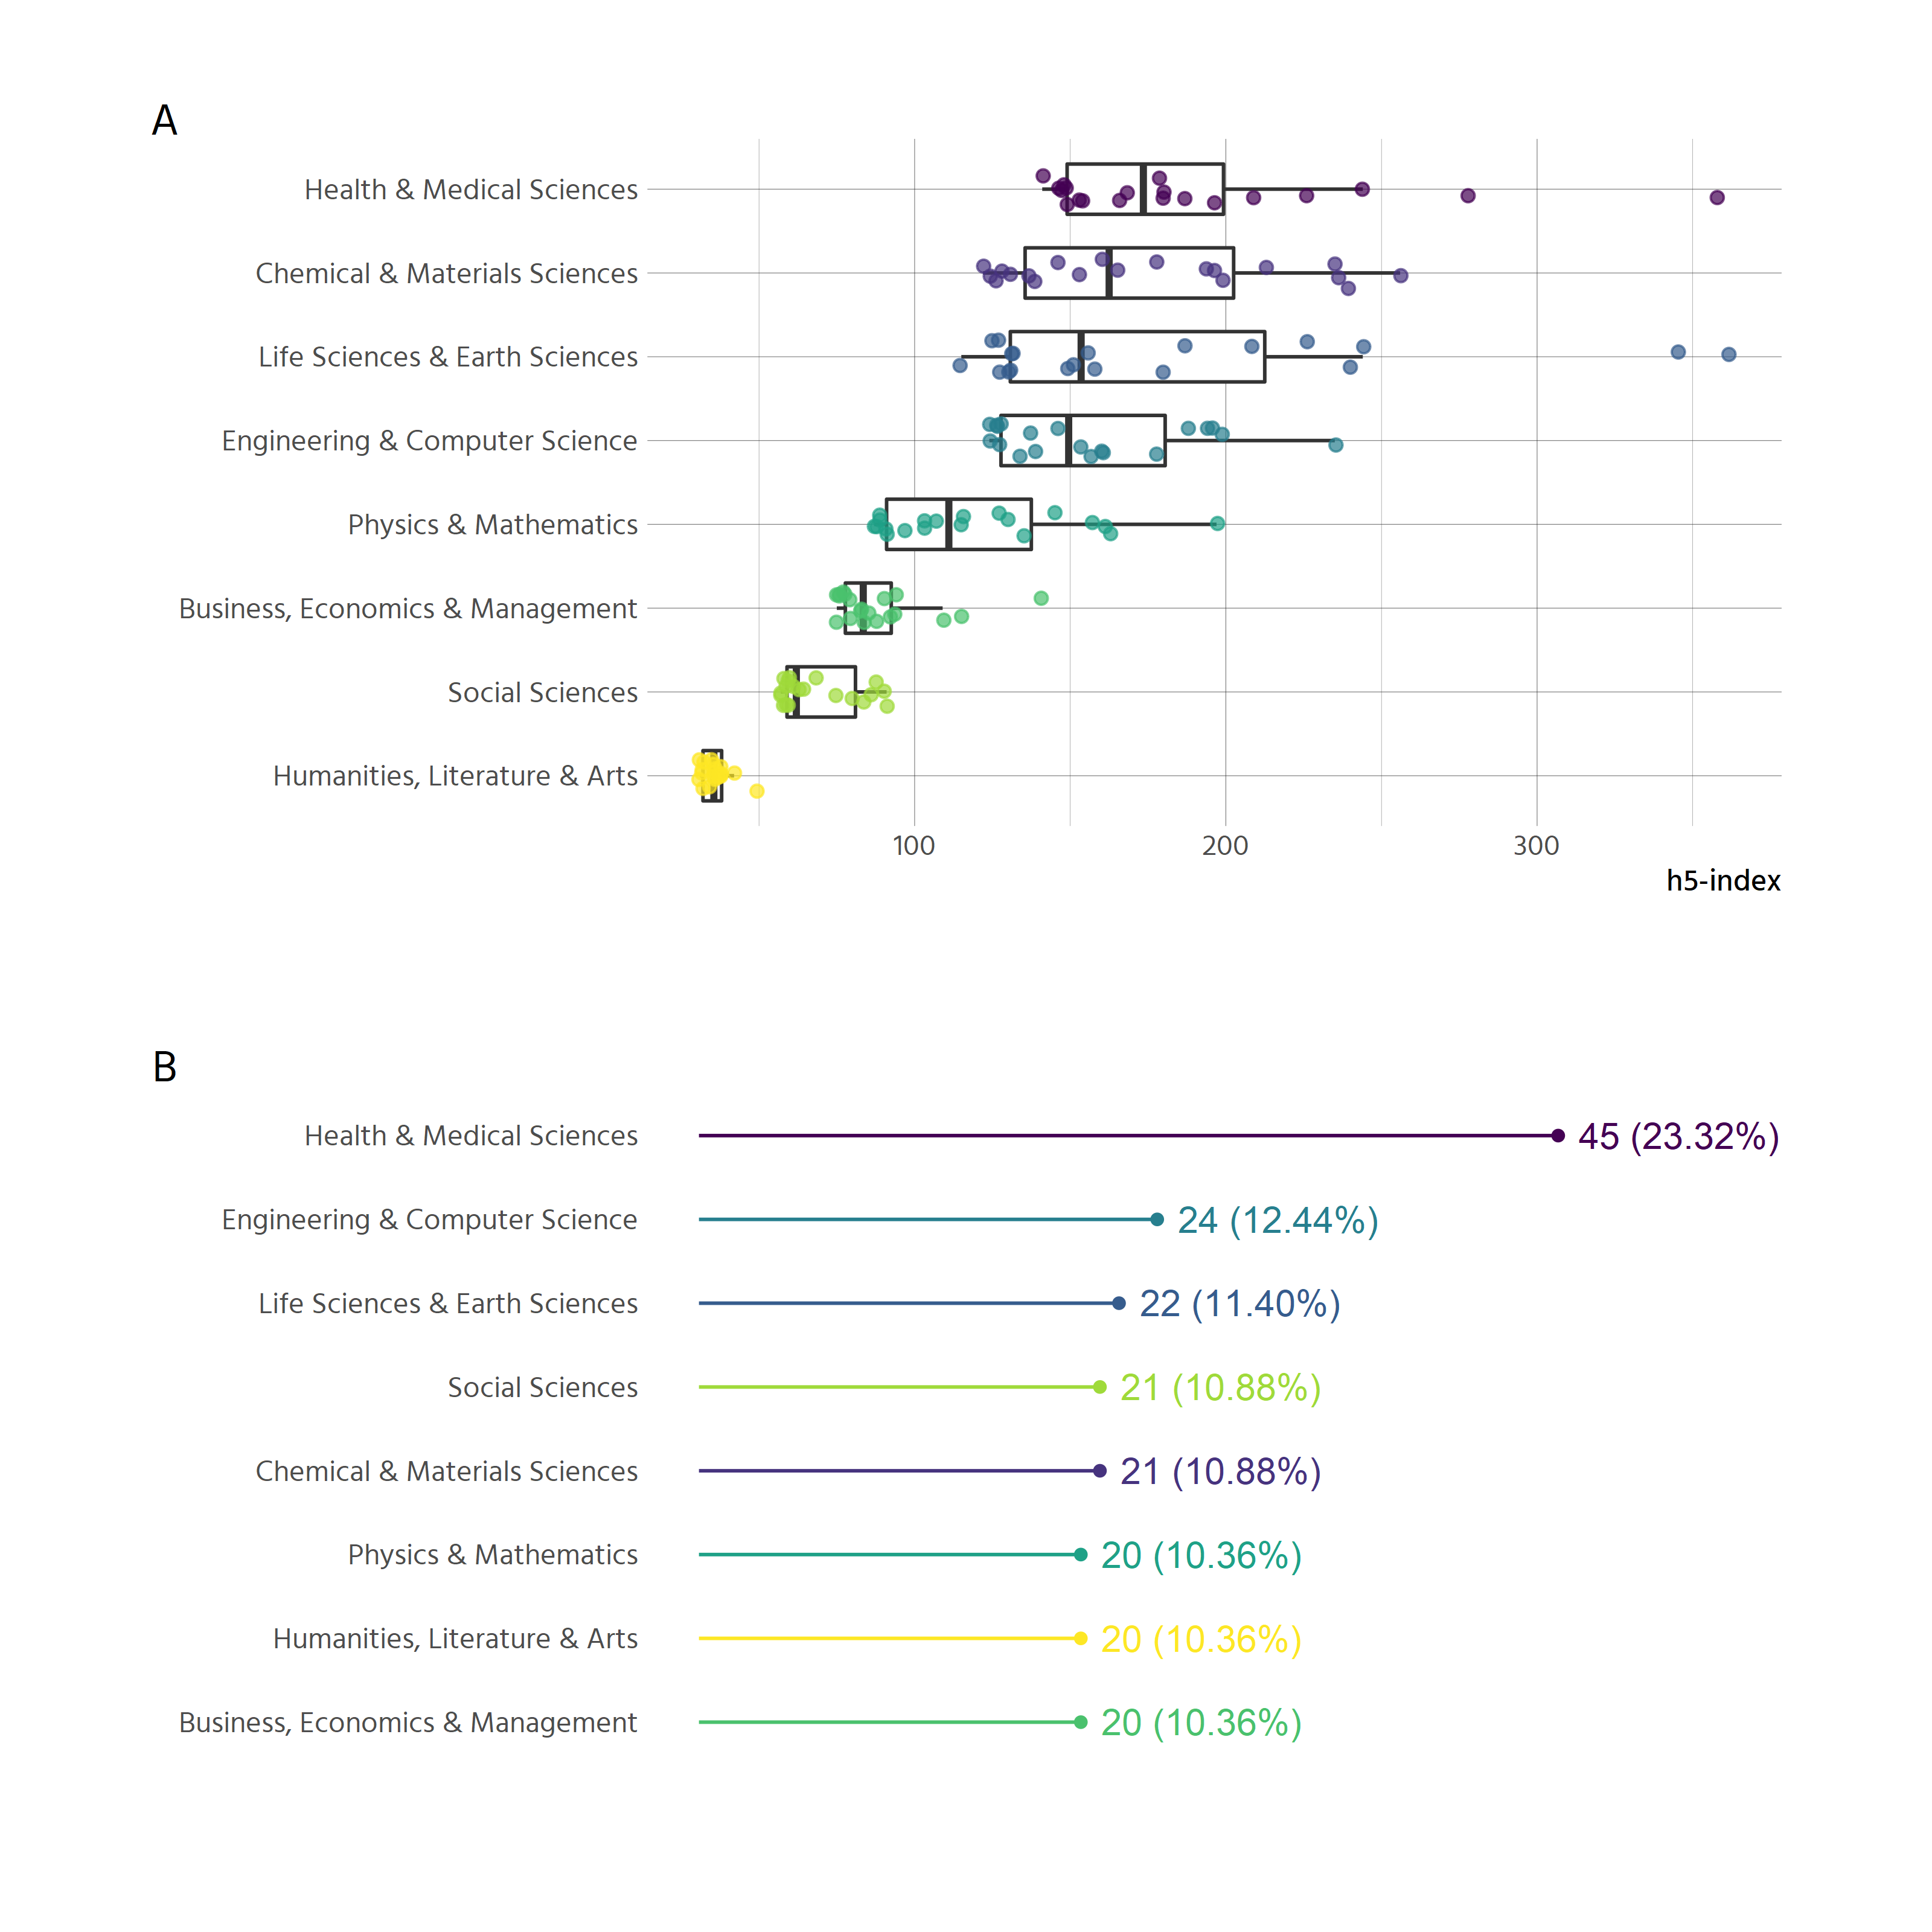 A
Health & Medical Sciences
Chemical & Materials Sciences
Life Sciences & Earth Sciences
Engineering & Computer Science
Physics & Mathematics
Business, Economics & Management
Social Sciences
Humanities, Literature & Arts
100 200 300
h5-index
B
Health & Medical Sciences 45 (23.32%)
Engineering & Computer Science 24 (12.44%)
Life Sciences & Earth Sciences 22 (11.40%)
Social Sciences 21 (10.88%)
Chemical & Materials Sciences 21 (10.88%)
Physics & Mathematics 20 (10.36%)
Humanities, Literature & Arts 20 (10.36%)
Business, Economics & Management 20 (10.36%)